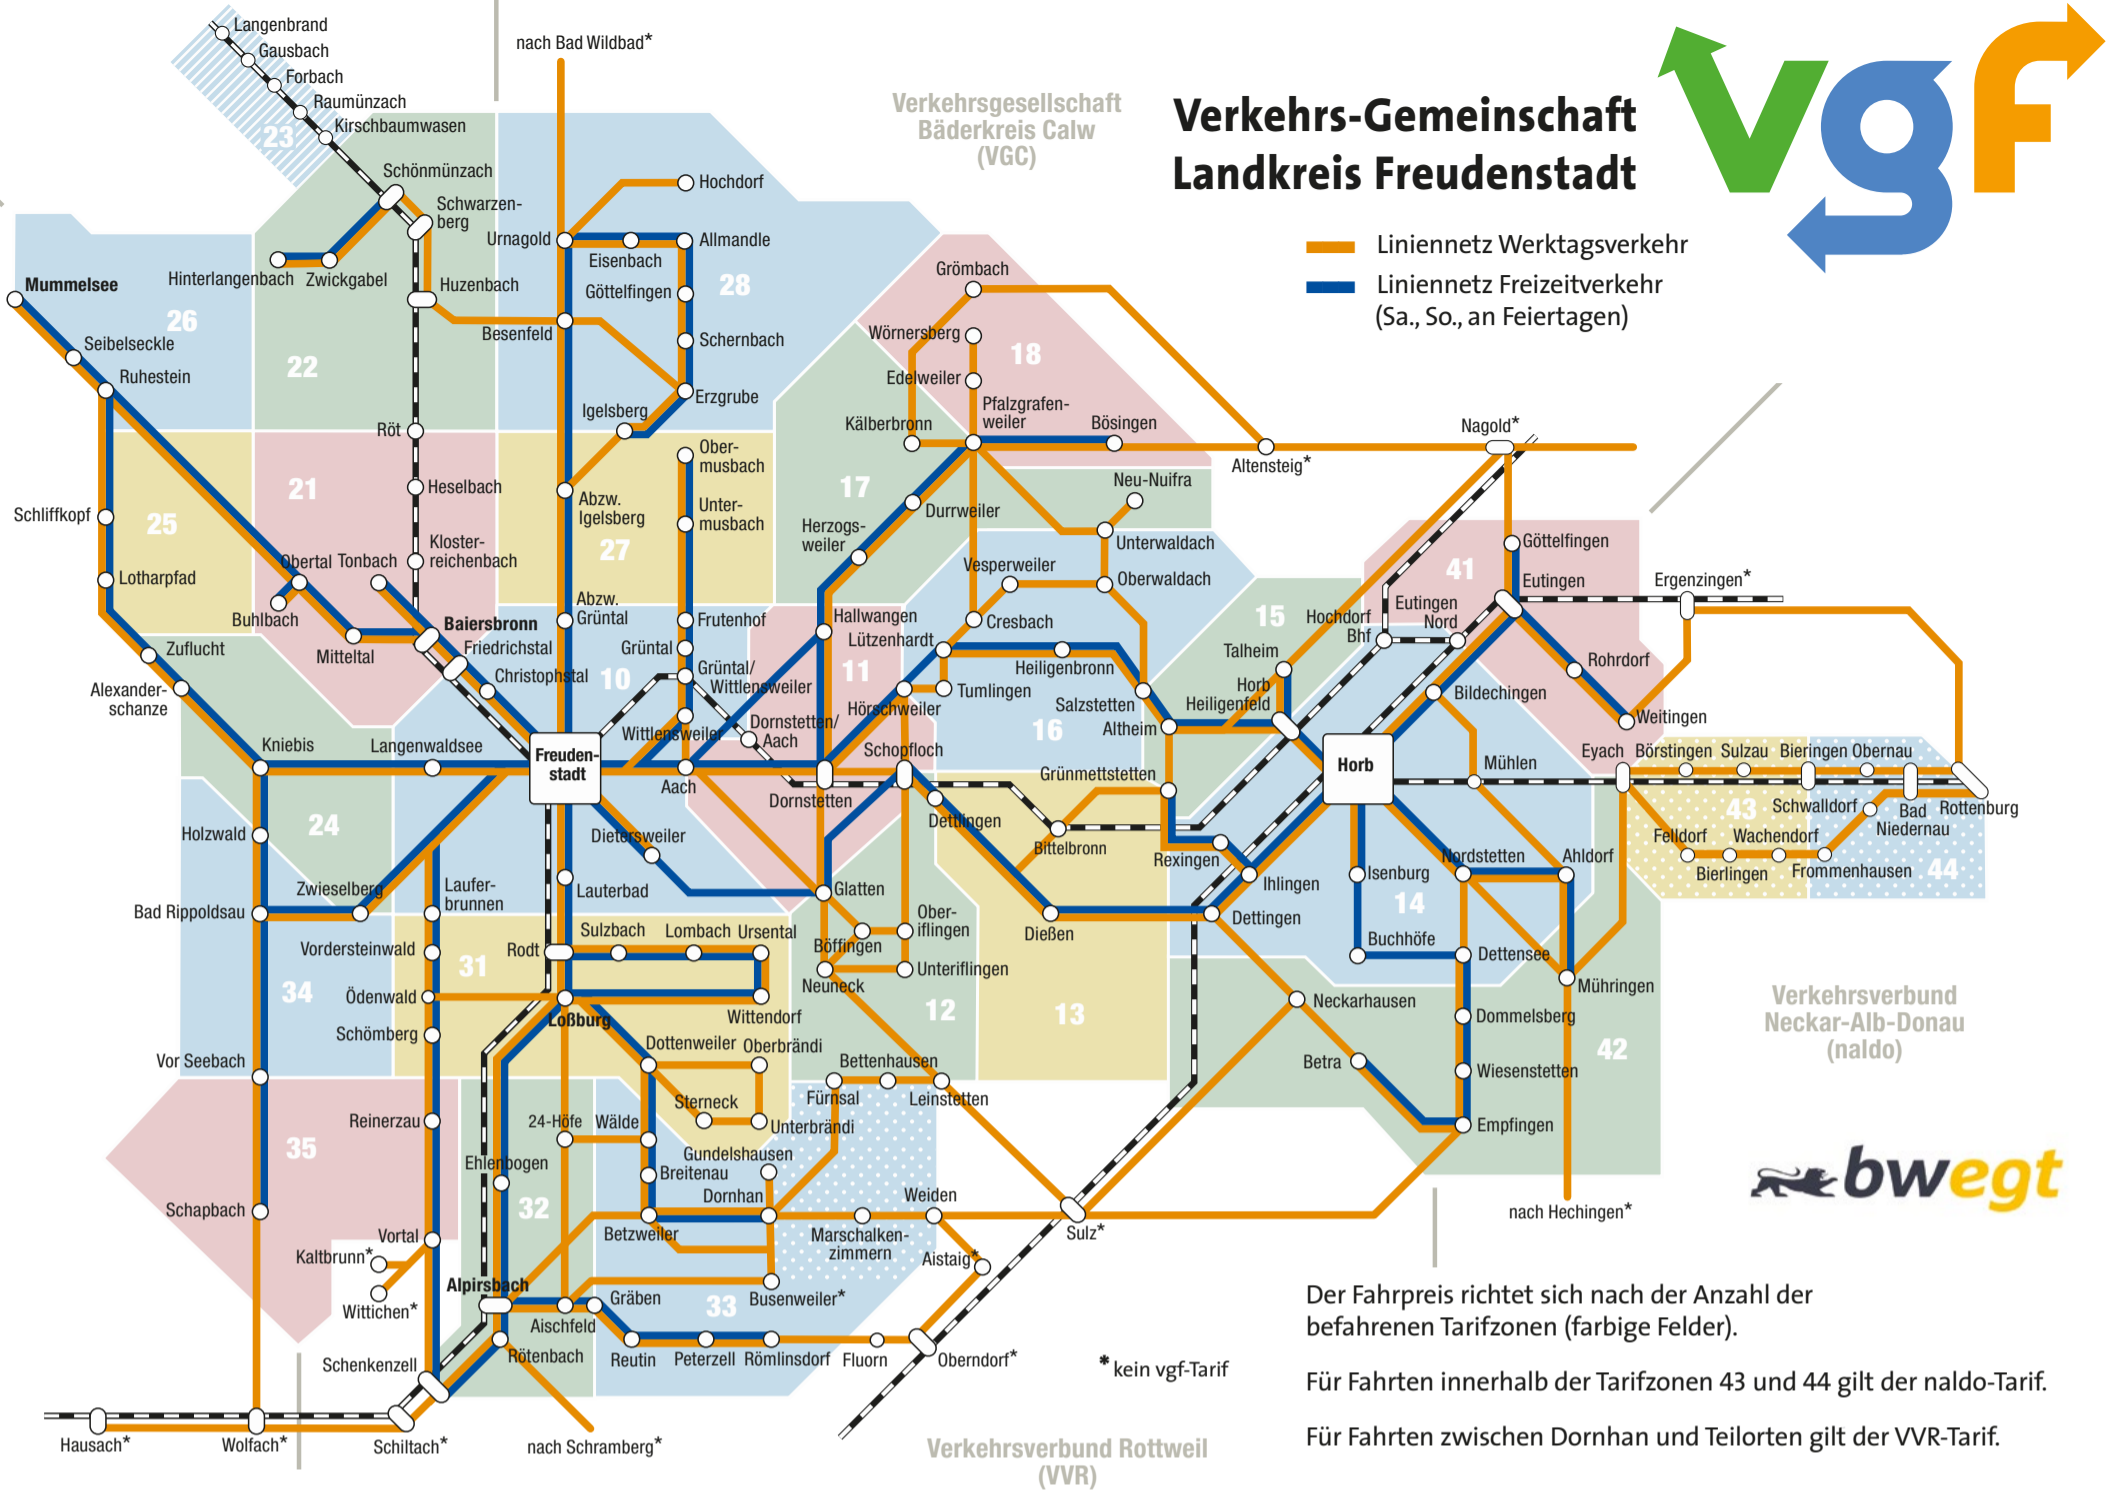 Verkehrs-Gemeinschaft
Landkreis Freudenstadt
vgf
Liniennetz Werktagsverkehr
Liniennetz Freizeitverkehr
(Sa., So., an Feiertagen)
Verkehrsgesellschaft
Bäderkreis Calw
(VGC)
nach Bad Wildbad*
Langenbrand
Gausbach
Forbach
Raumünzach
Kirschbaumwasen
23
Schönmünzach
Schwarzen-
berg
Hinterlangenbach
Zwickgabel
Huzenbach
22
Mummelsee
26
Seibelseckle
Ruhestein
Hochdorf
Urnagold
Eisenbach
Allmandle
Göttelfingen
28
Besenfeld
Schernbach
Erzgrube
Igelsberg
Grömbach
Wörnersberg
18
Edelweiler
Pfalzgrafen-
weiler
Kälberbronn
Bösingen
Altensteig*
Nagold*
Röt
21
Heselbach
Kloster-
reichenbach
Schliffkopf
25
Lotharpfad
Obertal
Tonbach
Buhlbach
Mitteltal
Baiersbronn
Friedrichstal
Christophstal
Abzw.
Igelsberg
27
Abzw.
Grüntal
Ober-
musbach
Unter-
musbach
Frutenhof
Grüntal
Grüntal/
Wittlensweiler
10
Wittlensweiler
17
Herzogs-
weiler
Durrweiler
Neu-Nuifra
Unterwaldach
Vesperweiler
Oberwaldach
Cresbach
Hallwangen
Lützenhardt
11
Heiligenbronn
Tumlingen
Hörschweiler
Dornstetten/
Aach
Salzstetten
16
Altheim
15
Talheim
Horb
Heiligenfeld
Hochdorf
Bhf
Eutingen
Nord
41
Göttelfingen
Eutingen
Ergenzingen*
Rohrdorf
Bildechingen
Weitingen
Zuflucht
Alexander-
schanze
Kniebis
Langenwaldsee
Freuden-
stadt
Aach
Dornstetten
Schopfloch
Dettlingen
Grünmettstetten
Bittelbronn
Rexingen
Ihlingen
Horb
Mühlen
Eyach
Börstingen
Sulzau
Bieringen
Obernau
43
Schwalldorf
Bad
Niedernau
Rottenburg
Felldorf
Wachendorf
Bierlingen
Frommenhausen
44
Holzwald
24
Zwieselberg
Bad Rippoldsau
Laufer-
brunnen
Dietersweiler
Lauterbad
Glatten
Ober-
iflingen
Böffingen
Unteriflingen
Neuneck
12
Dießen
13
Dettingen
Isenburg
14
Nordstetten
Ahldorf
Buchhöfe
Dettensee
Mühringen
42
Neckarhausen
Dommelsberg
Betra
Wiesenstetten
Empfingen
Vordersteinwald
Rodt
Sulzbach
Lombach
Ursental
31
34
Ödenwald
Schömberg
Loßburg
Wittendorf
Dottenweiler
Oberbrändi
Sterneck
Unterbrändi
Vor Seebach
35
Reinerzau
24-Höfe
Wälde
Ehlenbogen
Breitenau
32
Gundelshausen
Dornhan
Betzweiler
Bettenhausen
Fürnsal
Leinstetten
Weiden
Marschalken-
zimmern
Aistaig*
Sulz*
Schapbach
Vortal
Kaltbrunn*
Wittichen*
Alpirsbach
Aischfeld
Gräben
33
Busenweiler*
Rötenbach
Reutin
Peterzell
Römlinsdorf
Fluorn
Oberndorf*
Schenkenzell
Hausach*
Wolfach*
Schiltach*
nach Schramberg*
nach Hechingen*
Verkehrsverbund
Neckar-Alb-Donau
(naldo)
Verkehrsverbund Rottweil
(VVR)
bwegt
* kein vgf-Tarif
Der Fahrpreis richtet sich nach der Anzahl der
befahrenen Tarifzonen (farbige Felder).
Für Fahrten innerhalb der Tarifzonen 43 und 44 gilt der naldo-Tarif.
Für Fahrten zwischen Dornhan und Teilorten gilt der VVR-Tarif.